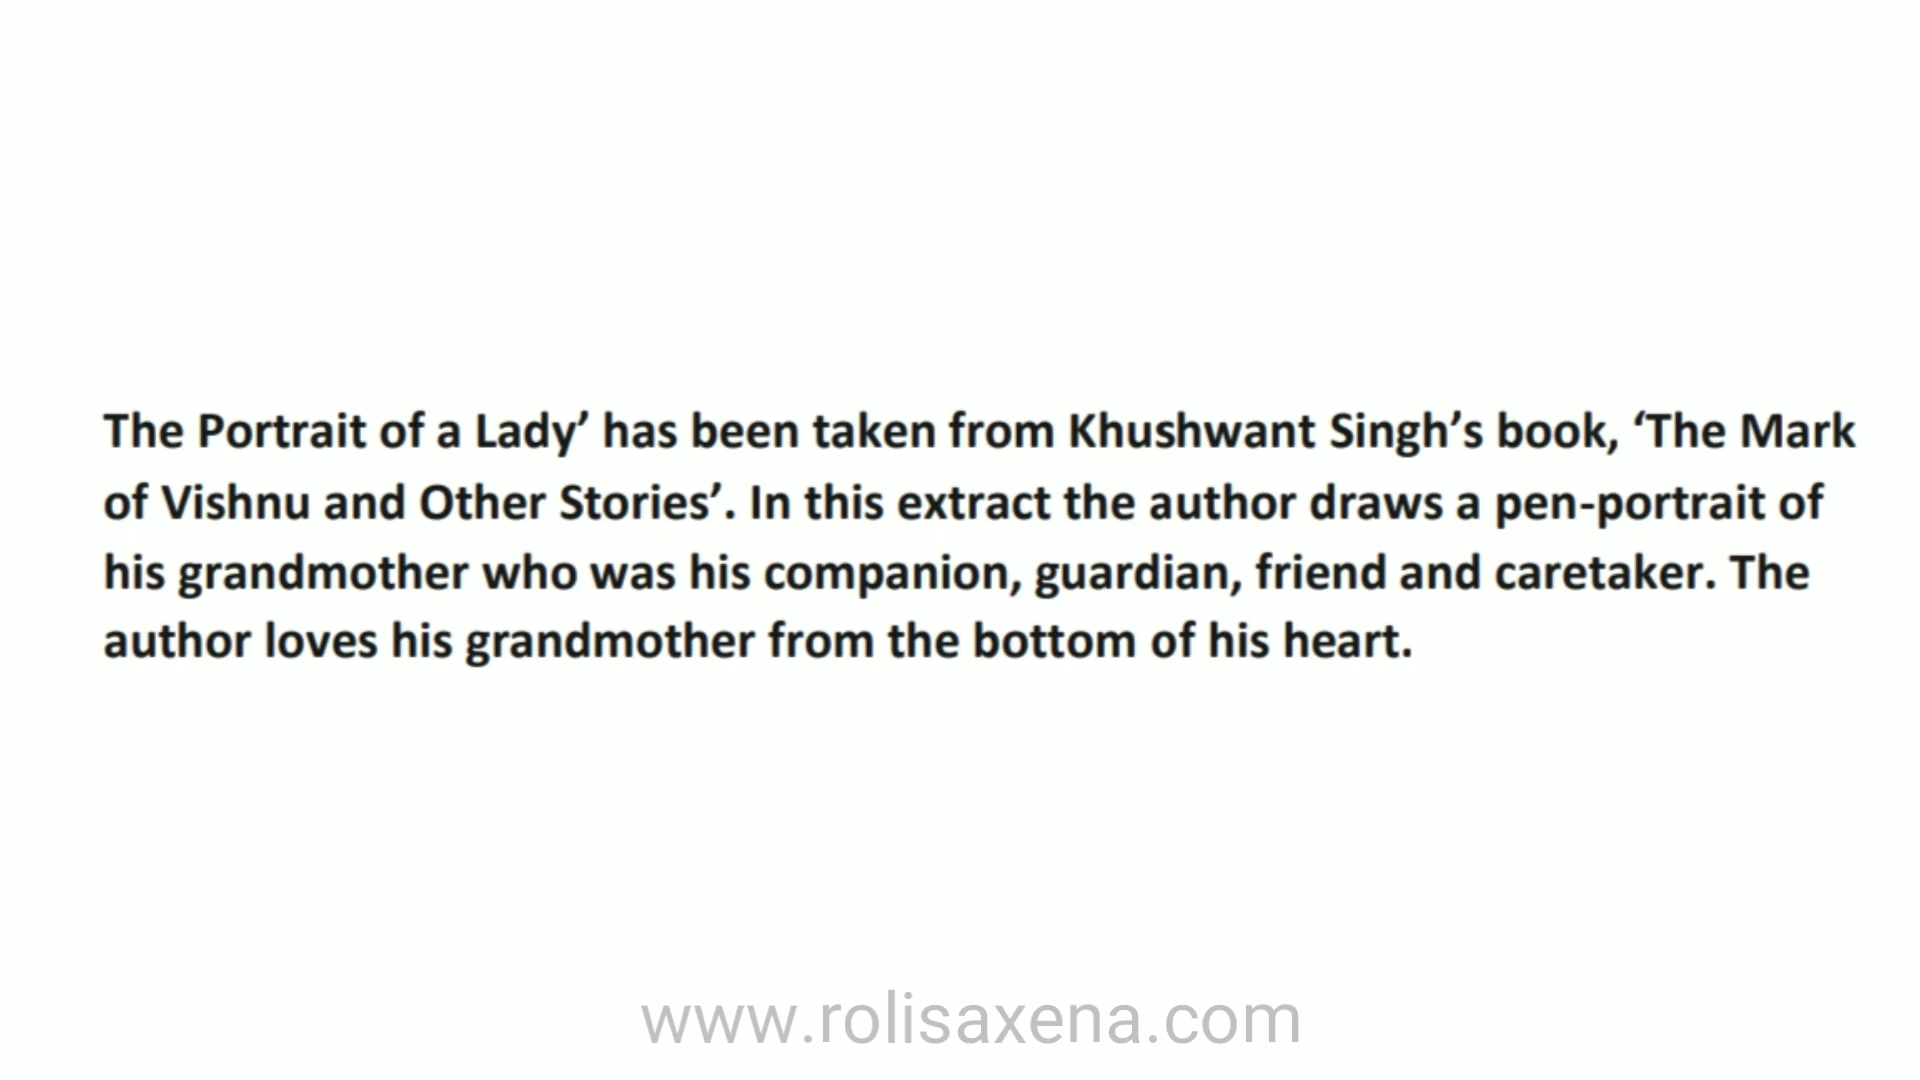 The Portrait of a Lady’ has been taken from Khushwant Singh’s book, ‘The Mark
of Vishnu and Other Stories’. In this extract the author draws a pen-portrait of
his grandmother who was his companion, guardian, friend and caretaker. The
author loves his grandmother from the bottom of his heart.
www.rolisaxena.com